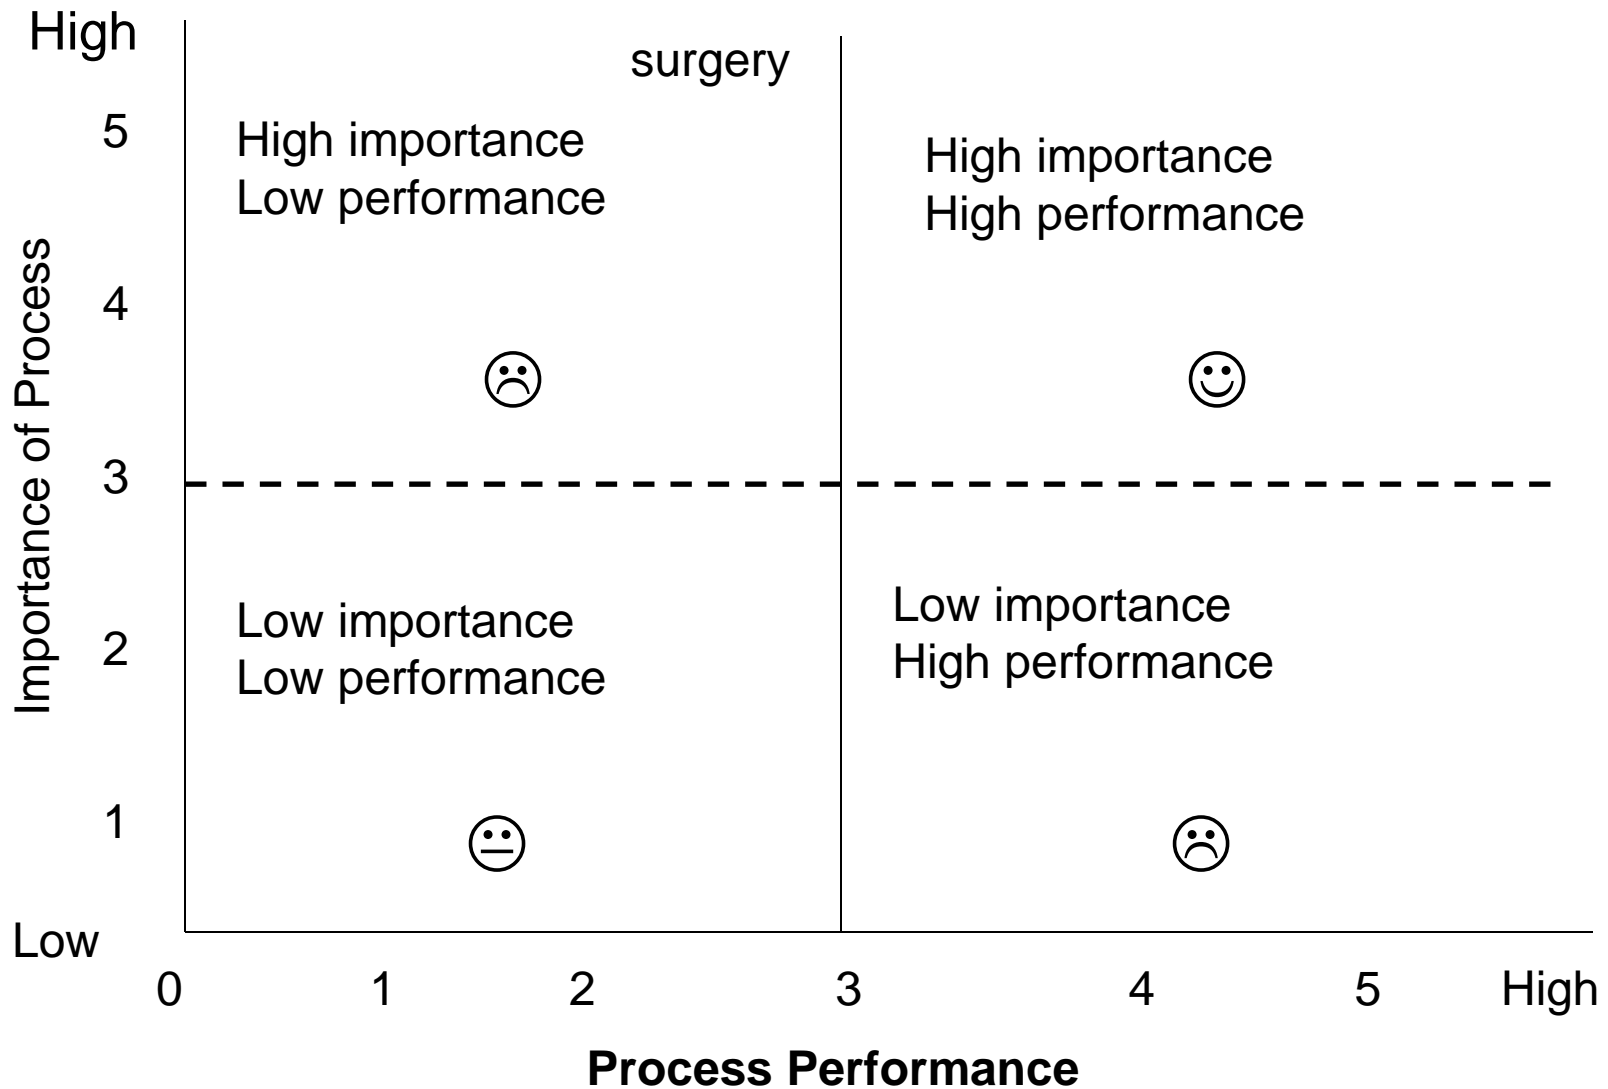 High
surgery
5
High importance
Low performance
High importance
High performance
4
Importance of Process
3
Low importance
Low performance
Low importance
High performance
2
1
Low
0 1 2 3 4 5 High
Process Performance